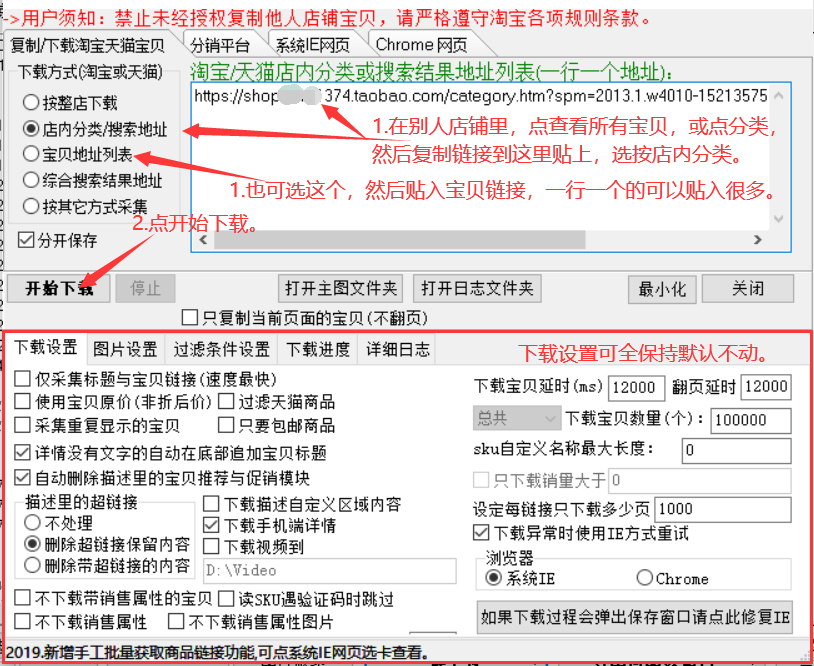 ->用户须知：禁止未经授权复制他人店铺宝贝，请严格遵守淘宝各项规则条款。
复制/下载淘宝天猫宝贝 分销平台 系统IE网页 Chrome 网页
下载方式(淘宝或天猫)
淘宝/天猫店内分类或搜索结果地址列表(一行一个地址)：
按整店下载
https://shop 374.taobao.com/category.htm?spm=2013.1.w4010-15213575
店内分类/搜索地址
1.在别人店铺里，点查看所有宝贝，或点分类，
然后复制链接到这里贴上，选按店内分类。
宝贝地址列表
综合搜索结果地址
1.也可选这个，然后贴入宝贝链接，一行一个的可以贴入很多。
按其它方式采集
2.点开始下载。
分开保存
开始下载 停止 打开主图文件夹 打开日志文件夹 最小化 关闭
只复制当前页面的宝贝(不翻页)
下载设置 图片设置 过滤条件设置 下载进度 详细日志
下载设置可全保持默认不动。
仅采集标题与宝贝链接(速度最快)
下载宝贝延时(ms) 12000 翻页延时 12000
使用宝贝原价(非折后价) 过滤天猫商品
总共 下载宝贝数量(个)： 100000
采集重复显示的宝贝 只要包邮商品
sku自定义名称最大长度： 0
详情没有文字的自动在底部追加宝贝标题
自动删除描述里的宝贝推荐与促销模块
只下载销量大于 0
描述里的超链接
不处理
删除超链接保留内容
删除带超链接的内容
下载描述自定义区域内容
下载手机端详情
下载视频到
D:\Video
设定每链接只下载多少页 1000
下载异常时使用IE方式重试
浏览器
系统IE Chrome
不下载带销售属性的宝贝 读SKU遇验证码时跳过
不下载销售属性 不下载销售属性图片
如果下载过程会弹出保存窗口请点此修复IE
2019.新增手工批量获取商品链接功能,可点系统IE网页选卡查看。